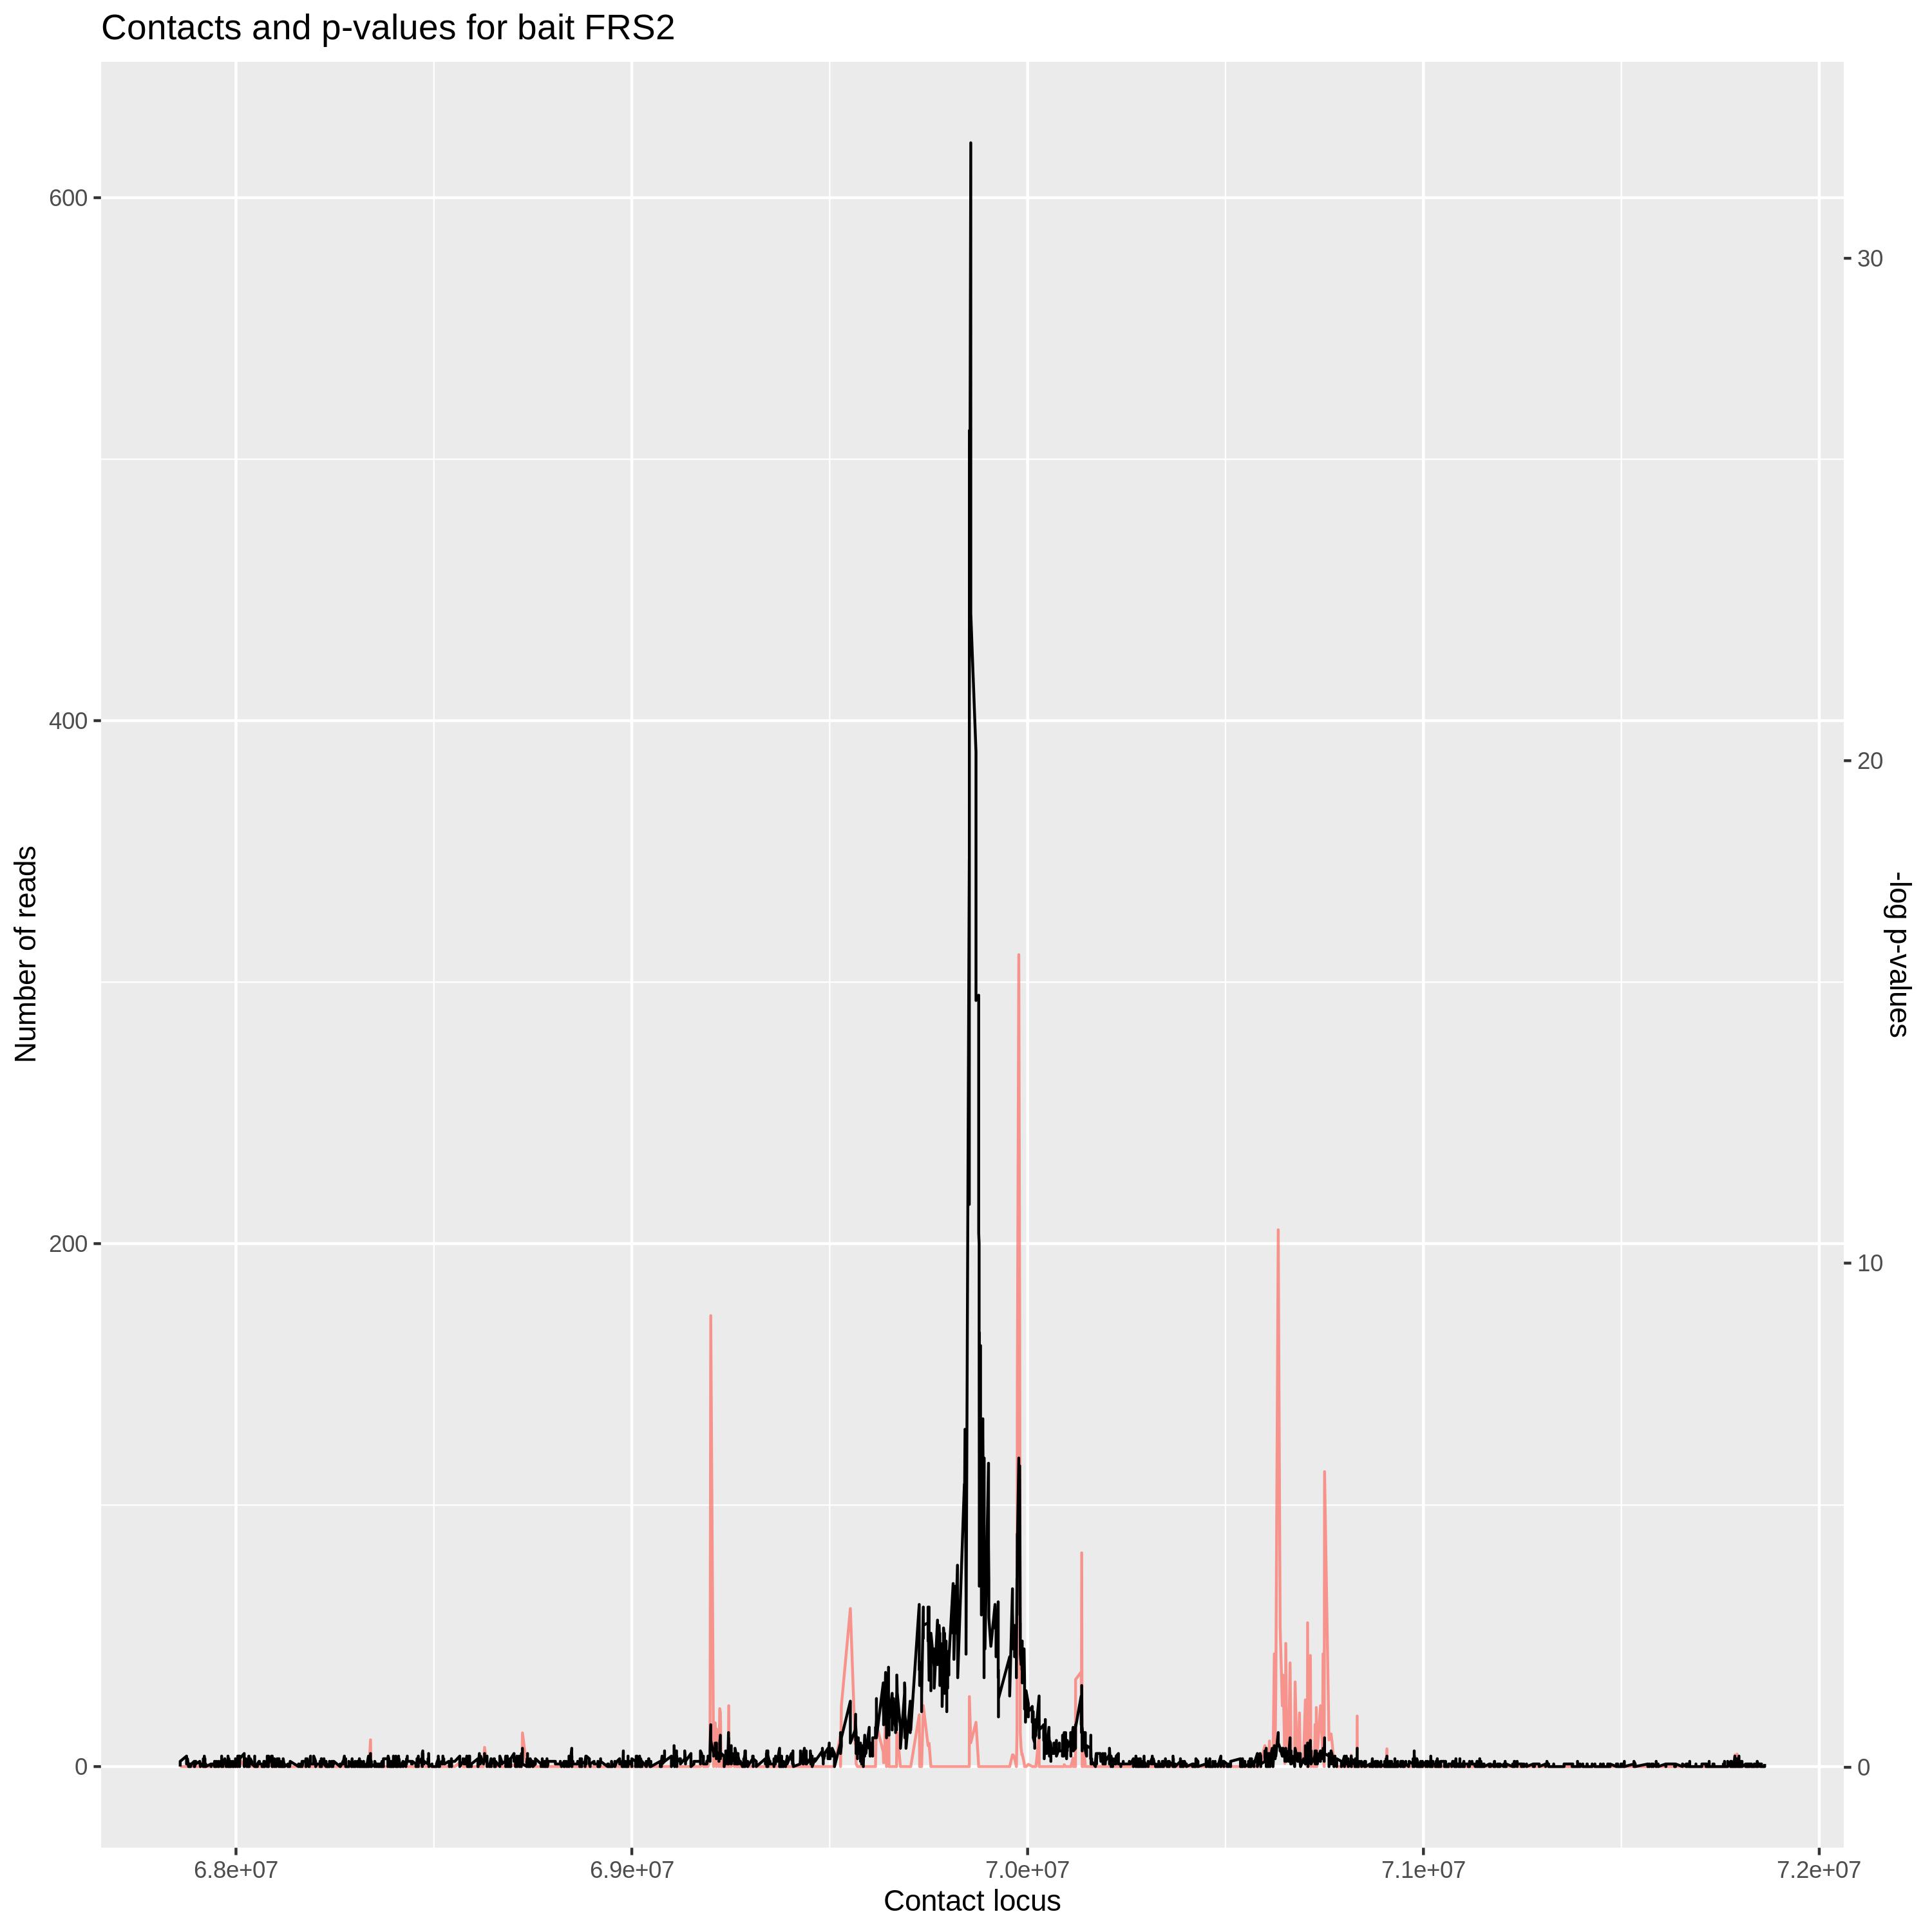 Contacts and p-values for bait FRS2
600
400
200
0
Number of reads
30
20
10
0
-log p-values
6.8e+07
6.9e+07
7.0e+07
7.1e+07
7.2e+07
Contact locus